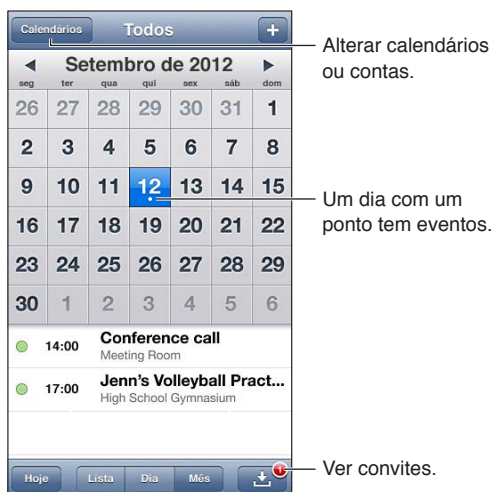 Calendários Todos +
Alterar calendários
ou contas.
Setembro de 2012
seg ter qua qui sex sáb dom
26 27 28 29 30 31 1
2 3 4 5 6 7 8
9 10 11 12 13 14 15
Um dia com um
ponto tem eventos.
16 17 18 19 20 21 22
23 24 25 26 27 28 29
30 1 2 3 4 5 6
14:00 Conference call
Meeting Room
17:00 Jenn's Volleyball Pract...
High School Gymnasium
Hoje Lista Dia Mês 1
Ver convites.